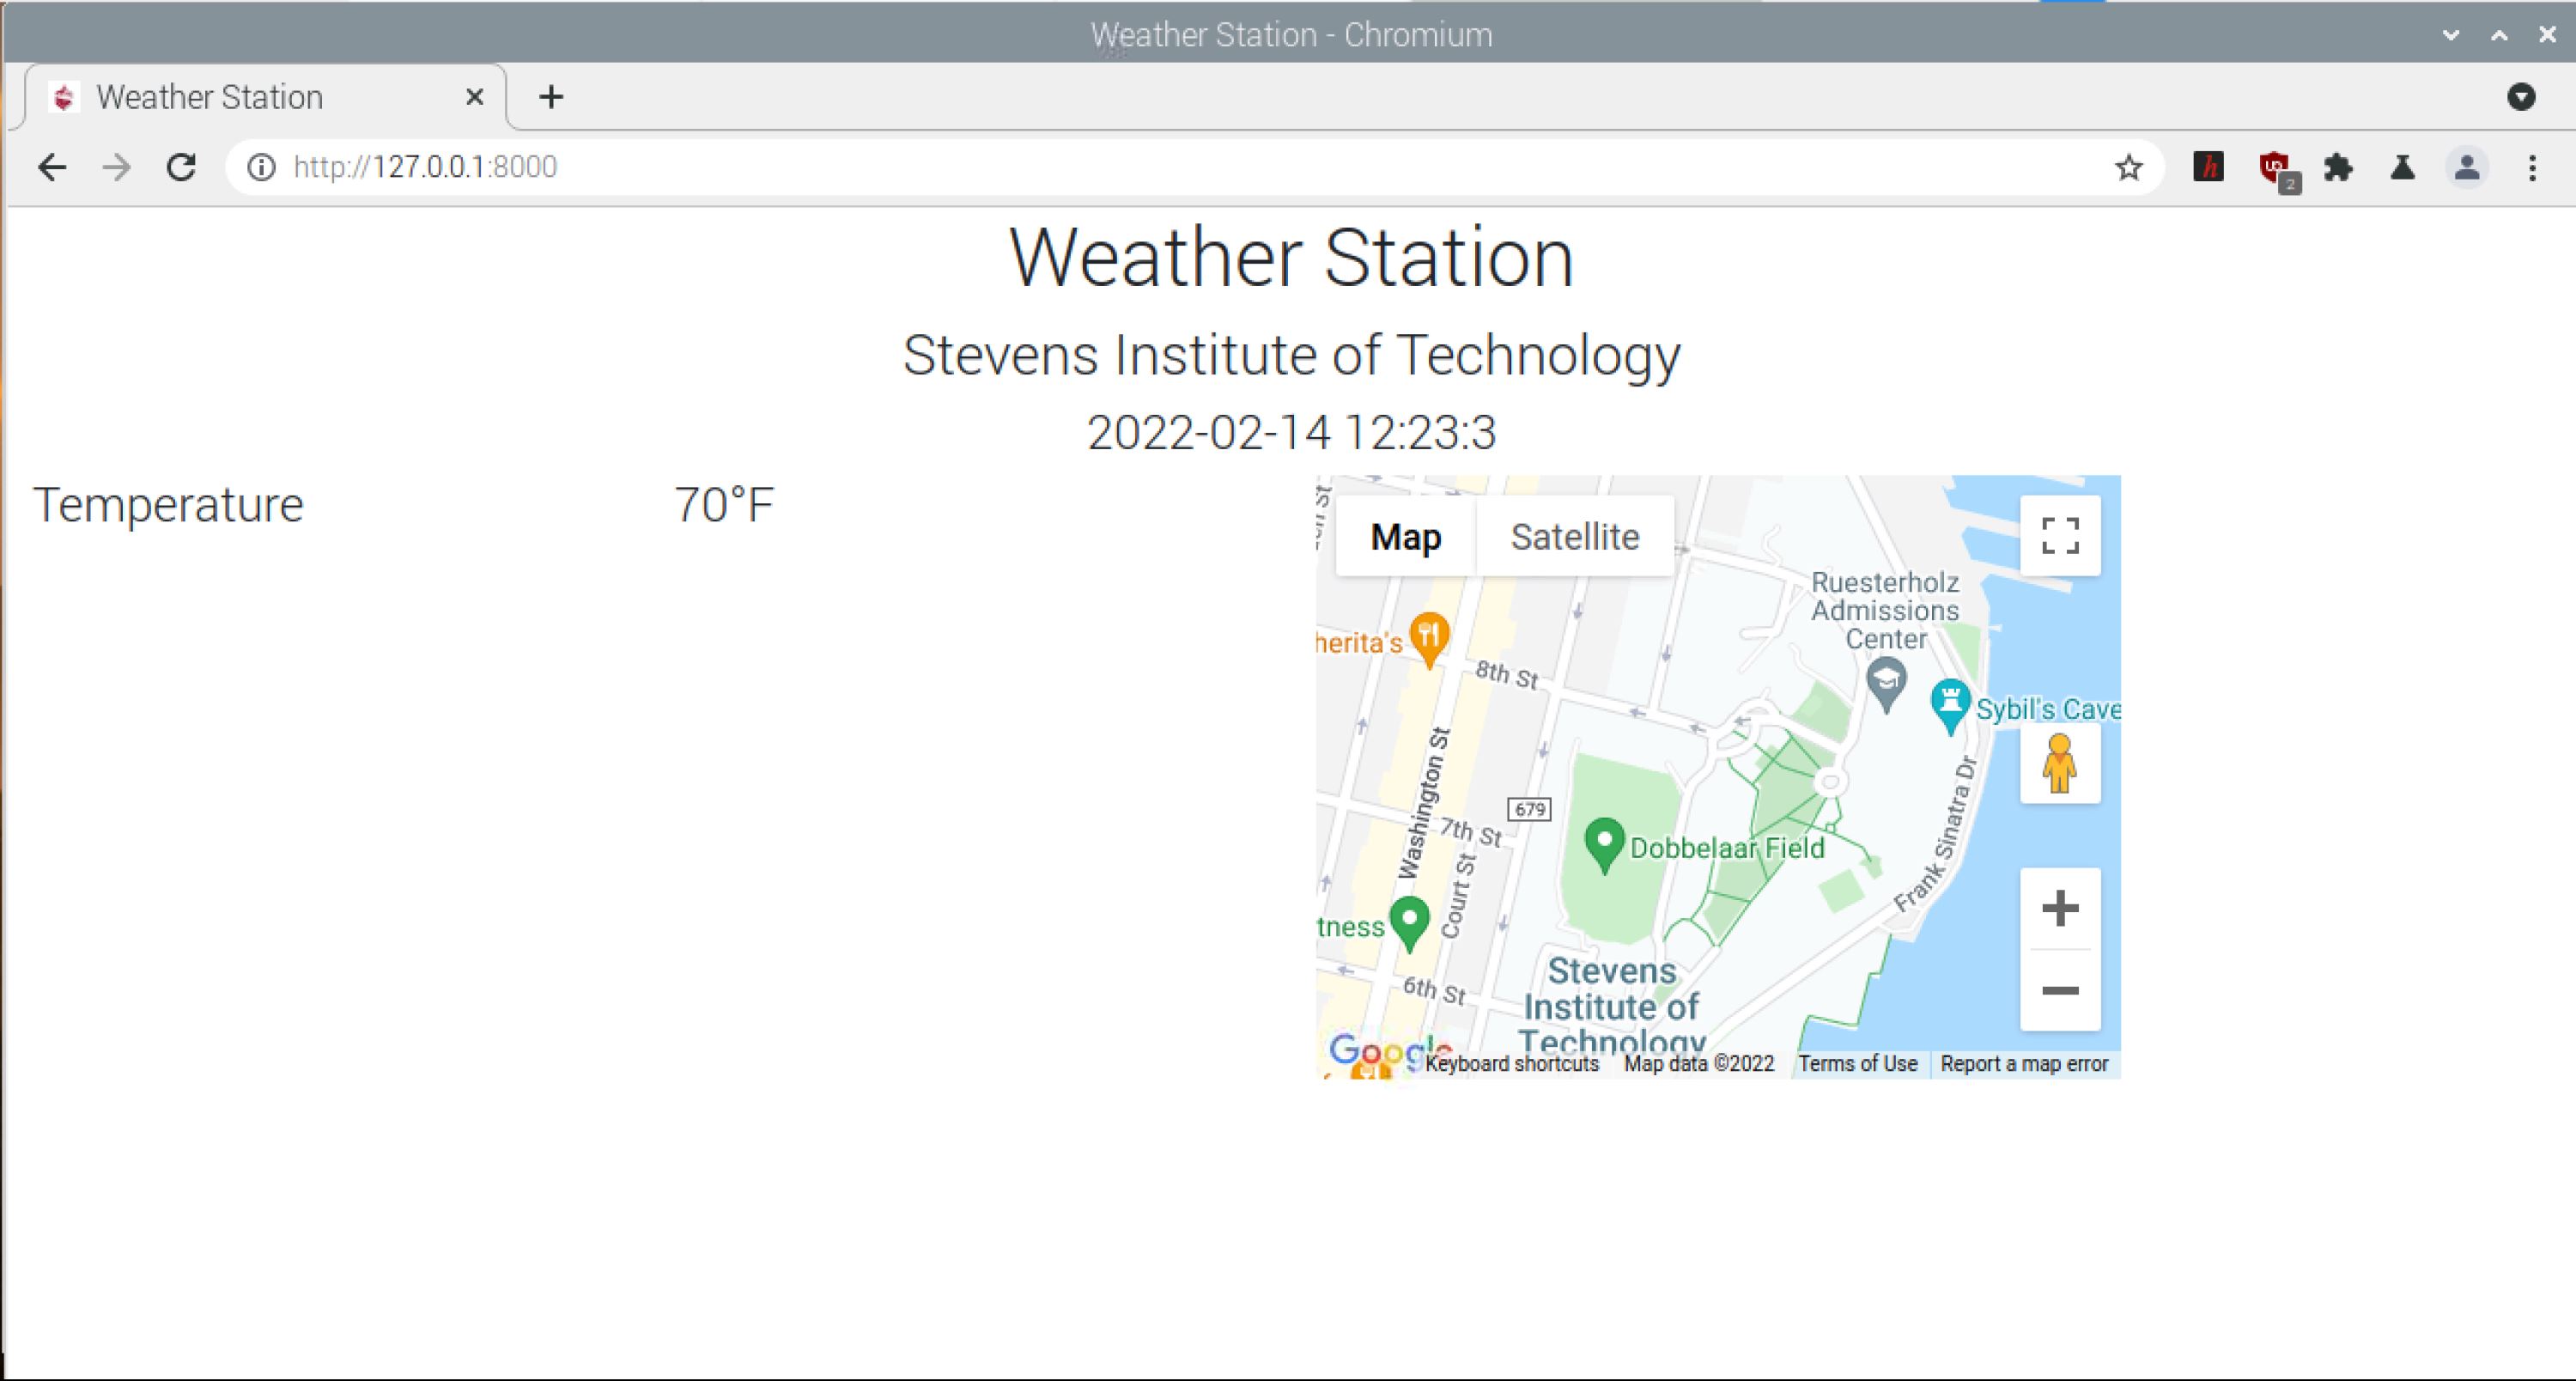 Weather Station - Chromium
Weather Station
http://127.0.0.1:8000
2
Weather Station
Stevens Institute of Technology
2022-02-14 12:23:3
Temperature 70°F
Map Satellite
Ruesterholz
Admissions
Center
herita's
8th St
Sybil's Cave
Washington St
679
7th St
Dobbelaar Field
Court St
Frank Sinatra Dr
tness
6th St
Stevens
Institute of
Technology
Google
Keyboard shortcuts Map data ©2022 Terms of Use Report a map error